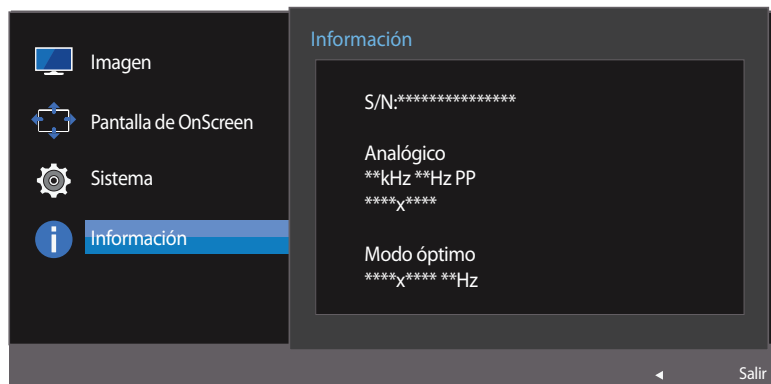 Imagen
Pantalla de OnScreen
Sistema
Información
Información
S/N:***************
Analógico
**kHz **Hz PP
****x****
Modo óptimo
****x**** **Hz
Salir